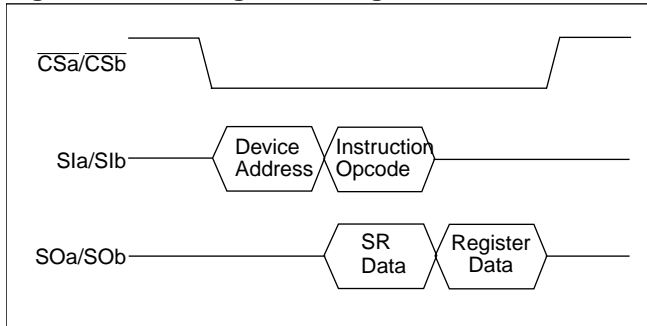 CSa/CSb
SIa/SIb
Device
Address
Instruction
Opcode
SOa/SOb
SR
Data
Register
Data